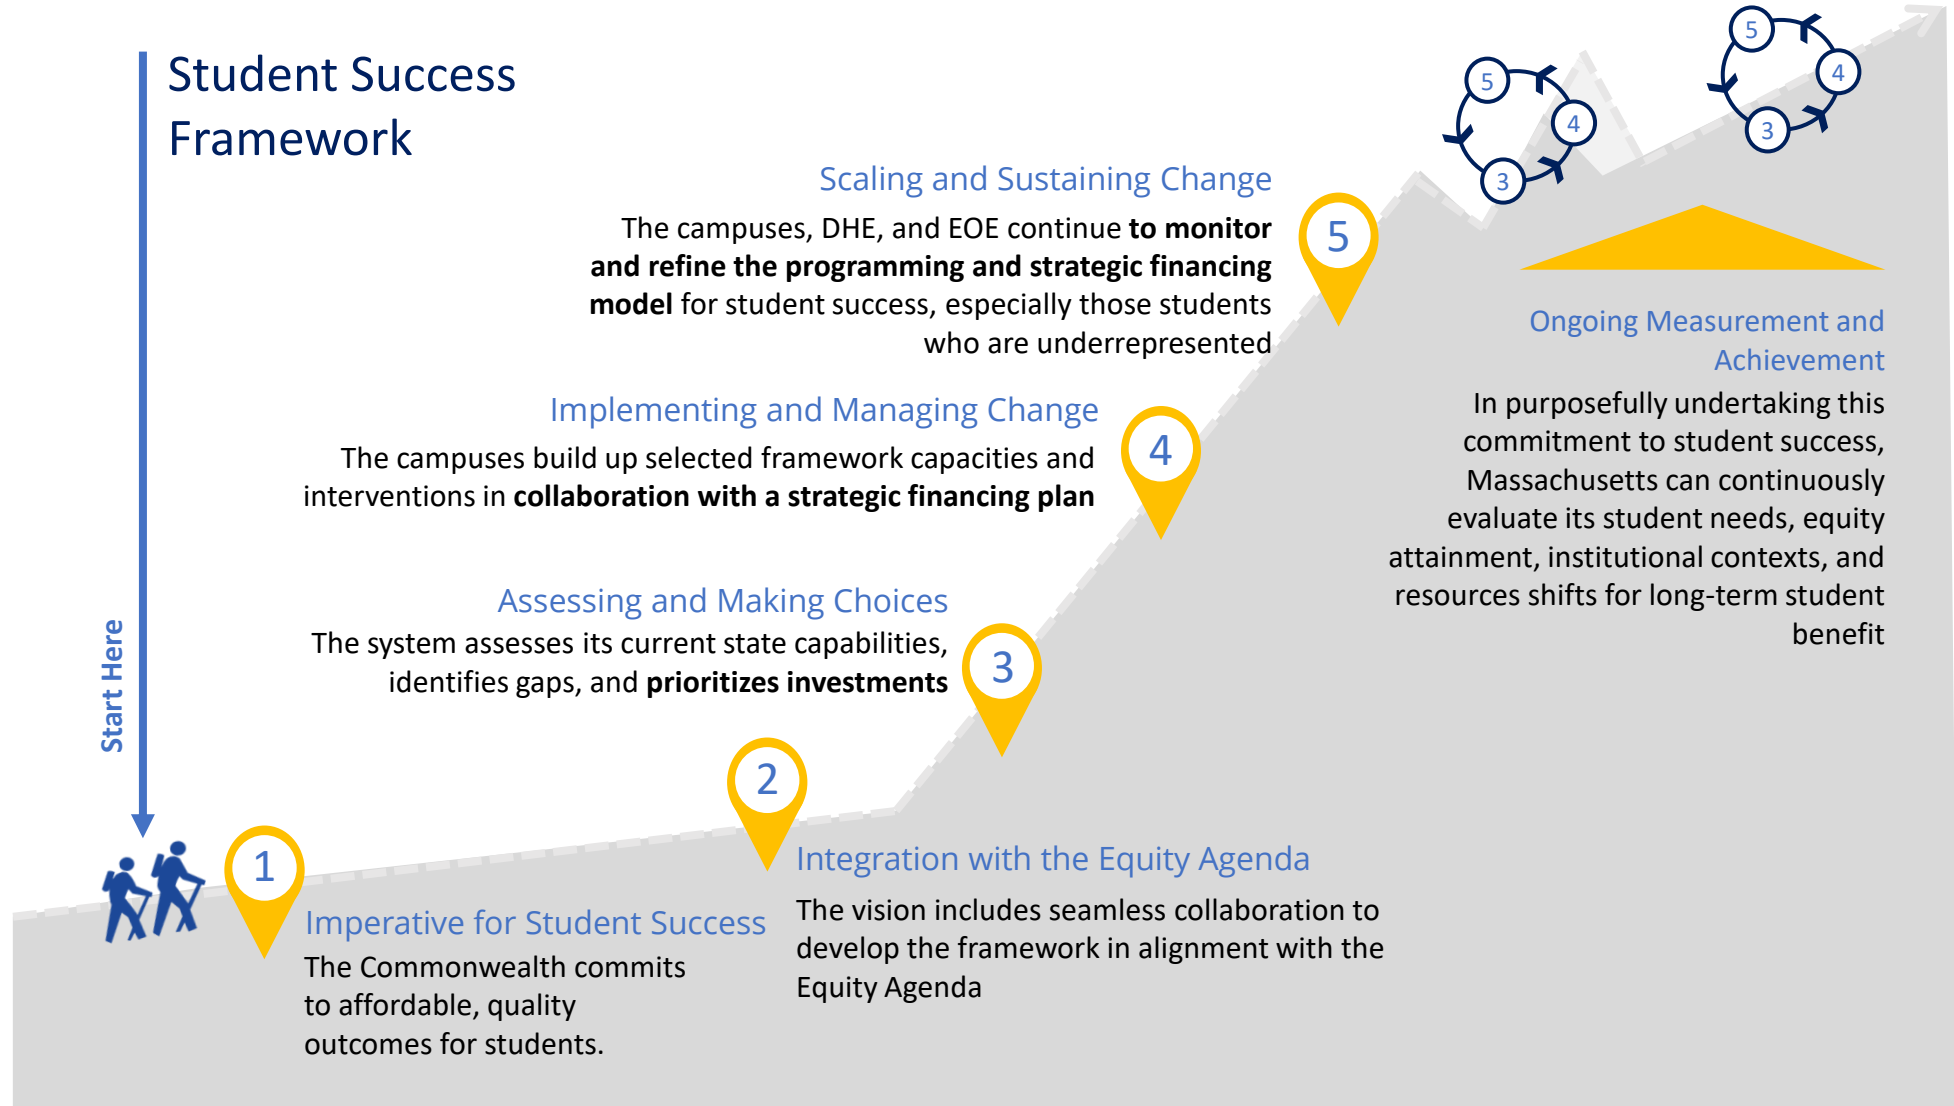 Student Success
Framework
Start Here
1
Imperative for Student Success
The Commonwealth commits
to affordable, quality
outcomes for students.
2
Integration with the Equity Agenda
The vision includes seamless collaboration to
develop the framework in alignment with the
Equity Agenda
Assessing and Making Choices
The system assesses its current state capabilities,
identifies gaps, and prioritizes investments
3
Implementing and Managing Change
The campuses build up selected framework capacities and
interventions in collaboration with a strategic financing plan
4
Scaling and Sustaining Change
The campuses, DHE, and EOE continue to monitor
and refine the programming and strategic financing
model for student success, especially those students
who are underrepresented
5
5
4
3
5
4
3
Ongoing Measurement and
Achievement
In purposefully undertaking this
commitment to student success,
Massachusetts can continuously
evaluate its student needs, equity
attainment, institutional contexts, and
resources shifts for long-term student
benefit